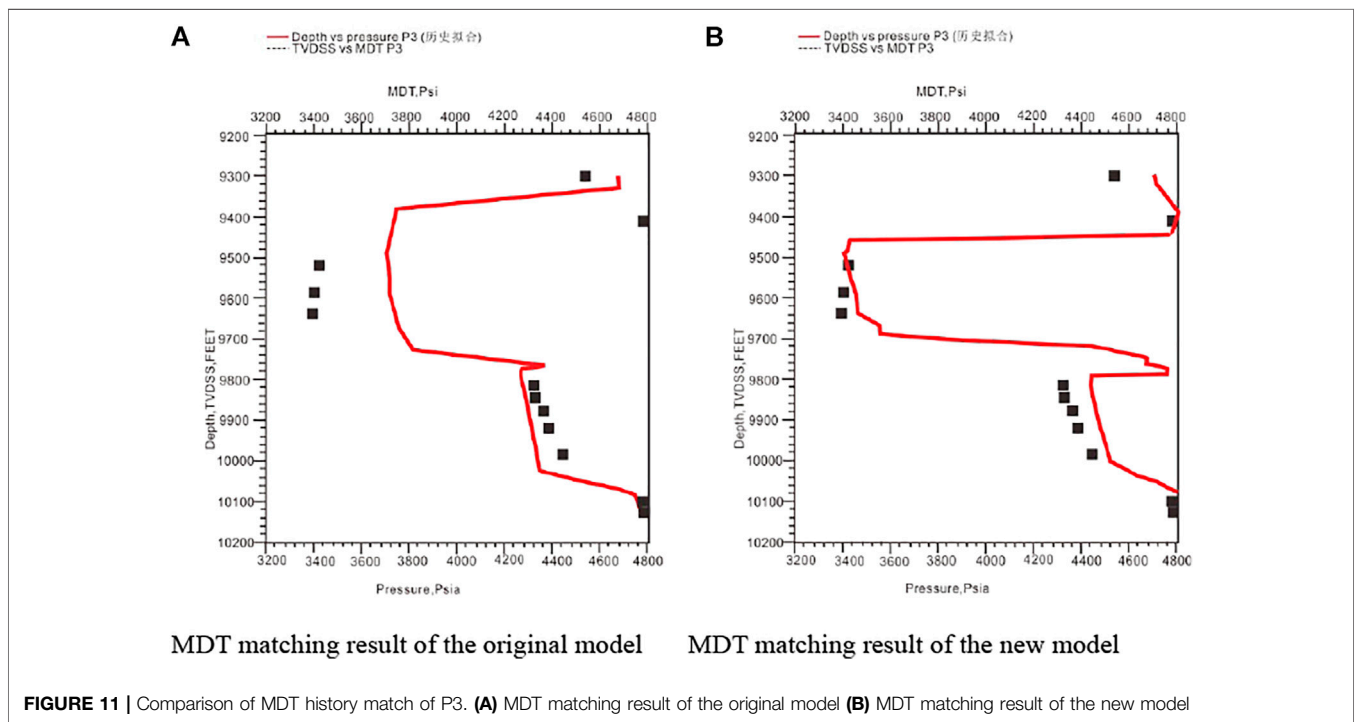 A
Depth vs pressure P3 (历史拟合)
TVDSS vs MDT P3
MDT,Psi
3200 3400 3600 3800 4000 4200 4400 4600 4800
9200
9300
9400
9500
9600
9700
9800
9900
10000
10100
10200
Depth,TVDSS,FEET
3200 3400 3600 3800 4000 4200 4400 4600 4800
Pressure,Psia
MDT matching result of the original model
B
Depth vs pressure P3 (历史拟合)
TVDSS vs MDT P3
MDT,Psi
3200 3400 3600 3800 4000 4200 4400 4600 4800
9200
9300
9400
9500
9600
9700
9800
9900
10000
10100
10200
Depth,TVDSS,FEET
3200 3400 3600 3800 4000 4200 4400 4600 4800
Pressure,Psia
MDT matching result of the new model
FIGURE 11 | Comparison of MDT history match of P3. (A) MDT matching result of the original model (B) MDT matching result of the new model